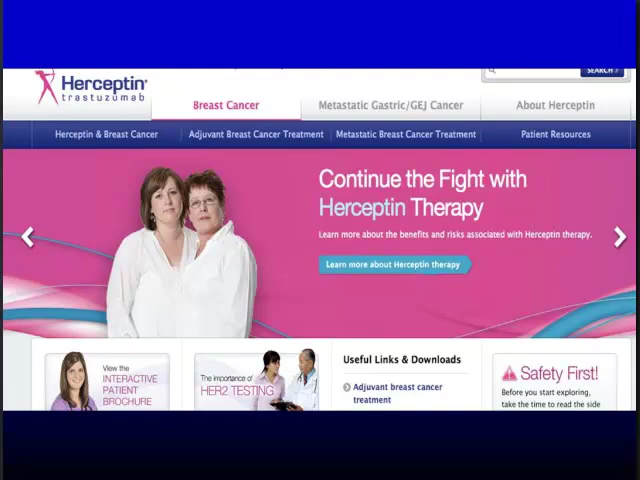 SEARCH
Herceptin®
trastuzumab
Breast Cancer
Metastatic Gastric/GEJ Cancer
About Herceptin
Herceptin & Breast Cancer
Adjuvant Breast Cancer Treatment
Metastatic Breast Cancer Treatment
Patient Resources
Continue the Fight with
Herceptin Therapy
Learn more about the benefits and risks associated with Herceptin therapy.
Learn more about Herceptin therapy
View the
INTERACTIVE
PATIENT
BROCHURE
The importance of
HER2 TESTING
Useful Links & Downloads
Adjuvant breast cancer
treatment
Safety First!
Before you start exploring,
take the time to read the side